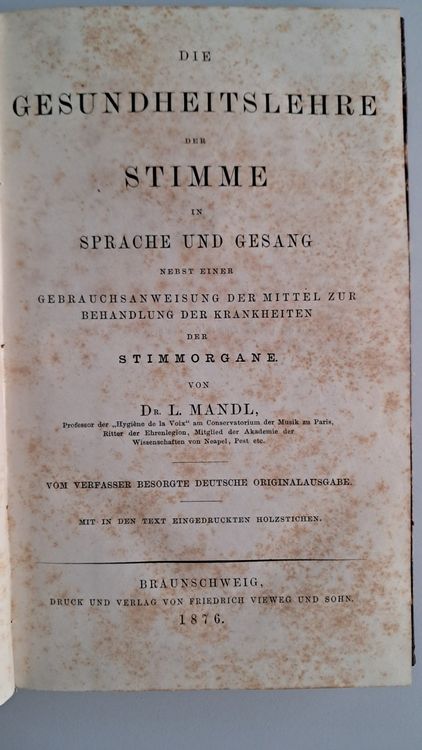 DIE
GESUNDHEITSLEHRE
DER
STIMME
IN
SPRACHE UND GESANG
NEBST EINER
GEBRAUCHSANWEISUNG DER MITTEL ZUR
BEHANDLUNG DER KRANKHEITEN
DER
STIMMORGANE.
VON
DR. L. MANDL,
Professor der „Hygiène de la Voix“ am Conservatorium der Musik zu Paris,
Ritter der Ehrenlegion, Mitglied der Akademie der
Wissenschaften von Neapel, Pest etc.
VOM VERFASSER BESORGTE DEUTSCHE ORIGINALAUSGABE.
MIT IN DEN TEXT EINGEDRUCKTEN HOLZSTICHEN.
BRAUNSCHWEIG,
DRUCK UND VERLAG VON FRIEDRICH VIEWEG UND SOHN.
1876.